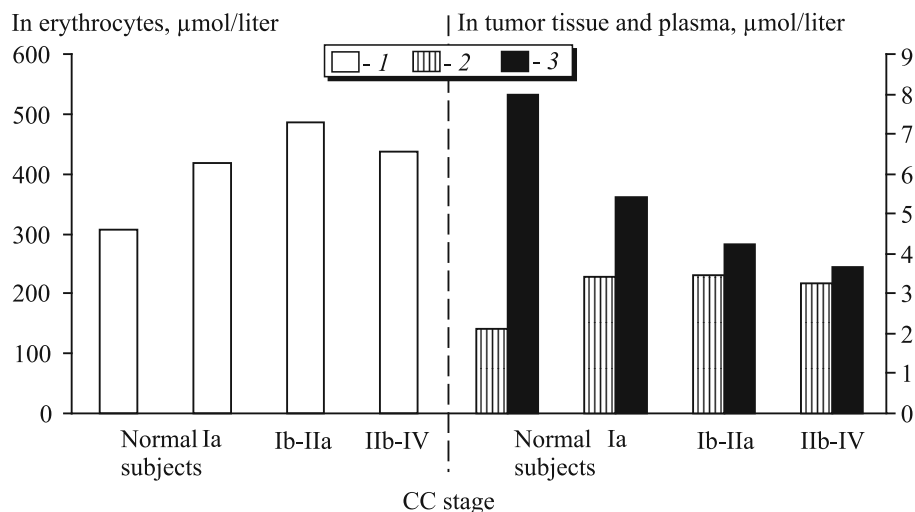 In erythrocytes, µmol/liter
In tumor tissue and plasma, µmol/liter
- 1 - 2 - 3
600
500
400
300
200
100
0
9
8
7
6
5
4
3
2
1
0
Normal Ia Ib-IIa IIb-IV
subjects
Normal Ia Ib-IIa IIb-IV
subjects
CC stage